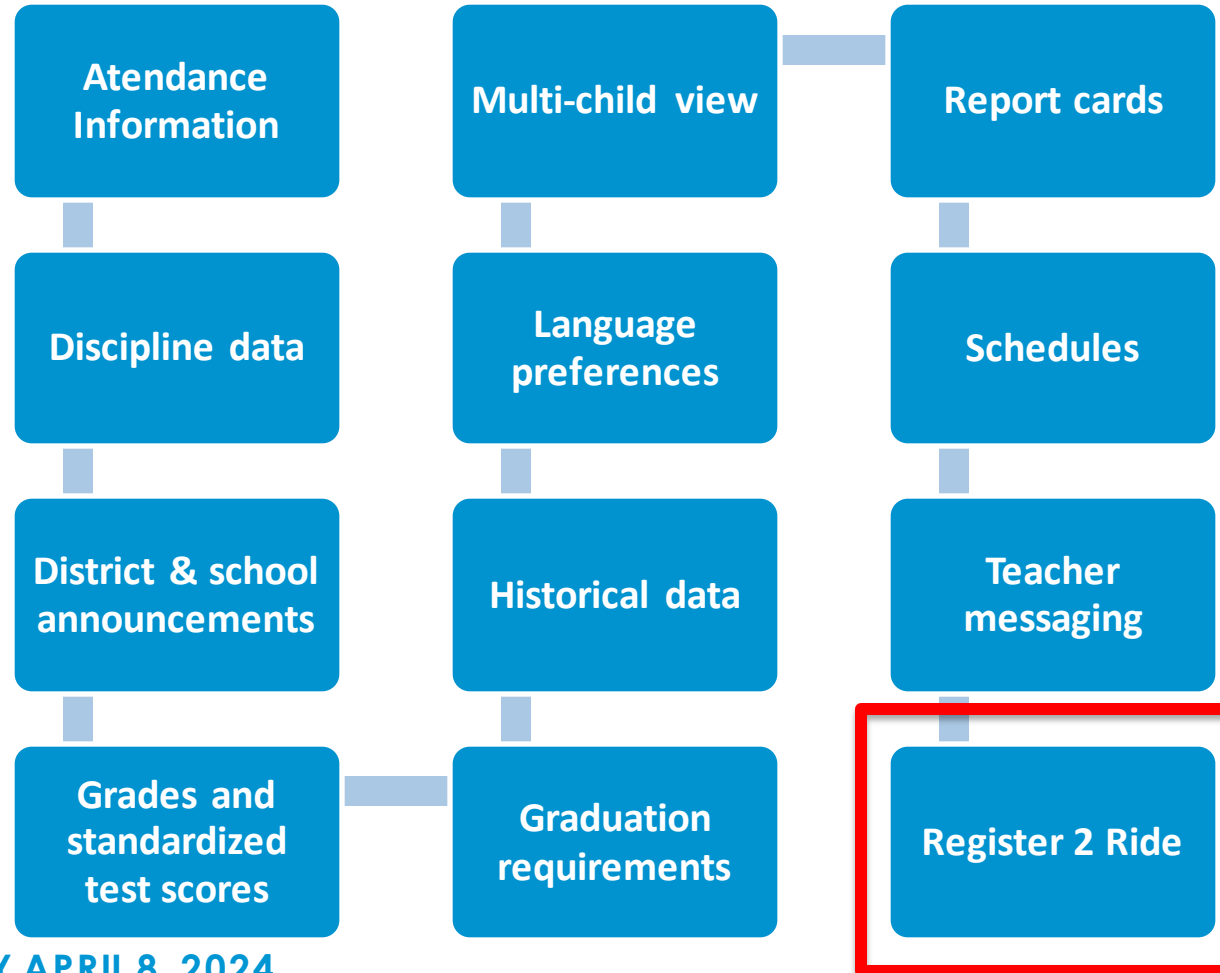 Atendance
Information
Discipline data
District & school
announcements
Grades and
standardized
test scores
Graduation
requirements
Historical data
Language
preferences
Multi-child view
Report cards
Schedules
Teacher
messaging
Register 2 Ride
Y APRIL 8, 2024